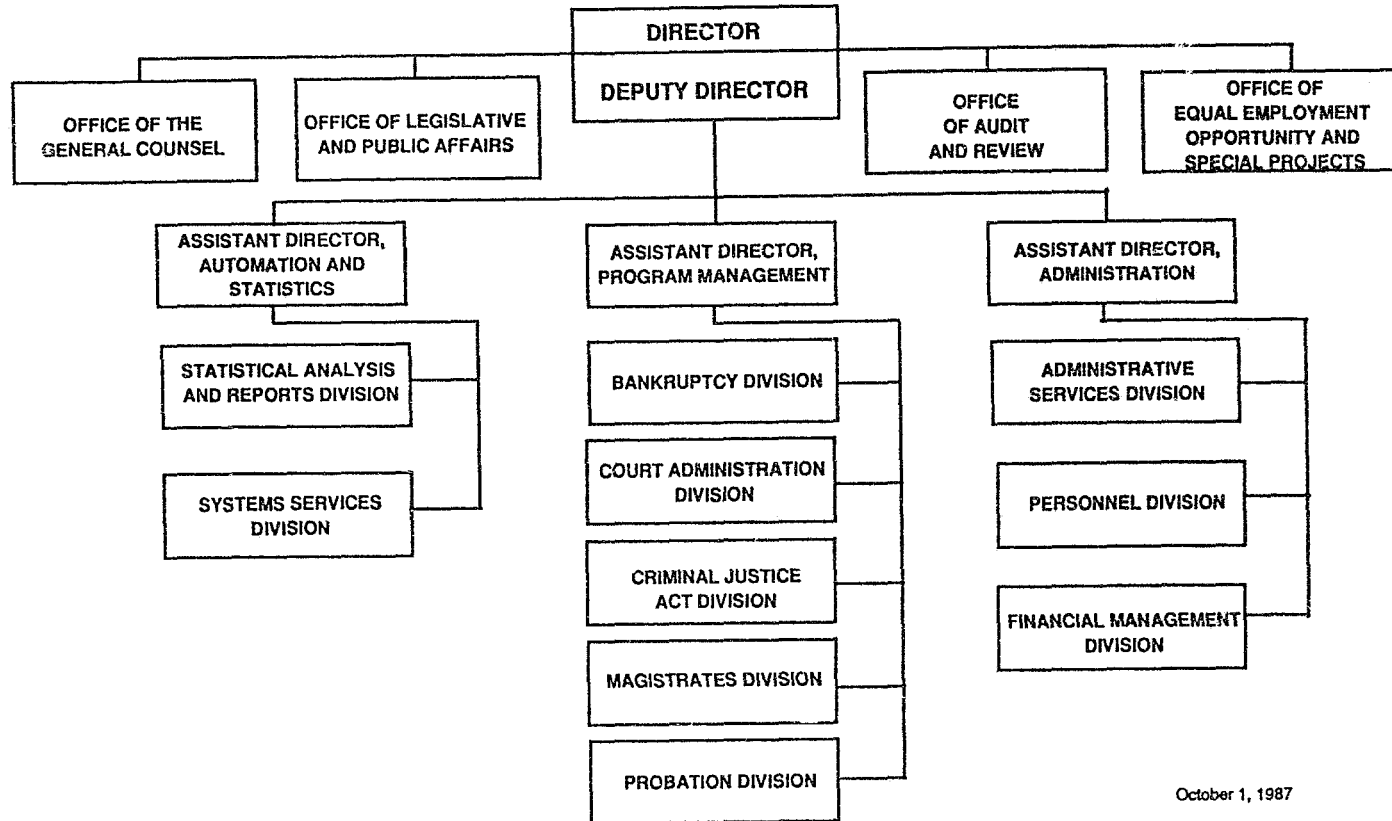 DIRECTOR
DEPUTY DIRECTOR
OFFICE OF THE
GENERAL COUNSEL
OFFICE OF LEGISLATIVE
AND PUBLIC AFFAIRS
OFFICE
OF AUDIT
AND REVIEW
OFFICE OF
EQUAL EMPLOYMENT
OPPORTUNITY AND
SPECIAL PROJECTS
ASSISTANT DIRECTOR,
AUTOMATION AND
STATISTICS
ASSISTANT DIRECTOR,
PROGRAM MANAGEMENT
ASSISTANT DIRECTOR,
ADMINISTRATION
STATISTICAL ANALYSIS
AND REPORTS DIVISION
SYSTEMS SERVICES
DIVISION
BANKRUPTCY DIVISION
COURT ADMINISTRATION
DIVISION
CRIMINAL JUSTICE
ACT DIVISION
MAGISTRATES DIVISION
PROBATION DIVISION
ADMINISTRATIVE
SERVICES DIVISION
PERSONNEL DIVISION
FINANCIAL MANAGEMENT
DIVISION
October 1, 1987